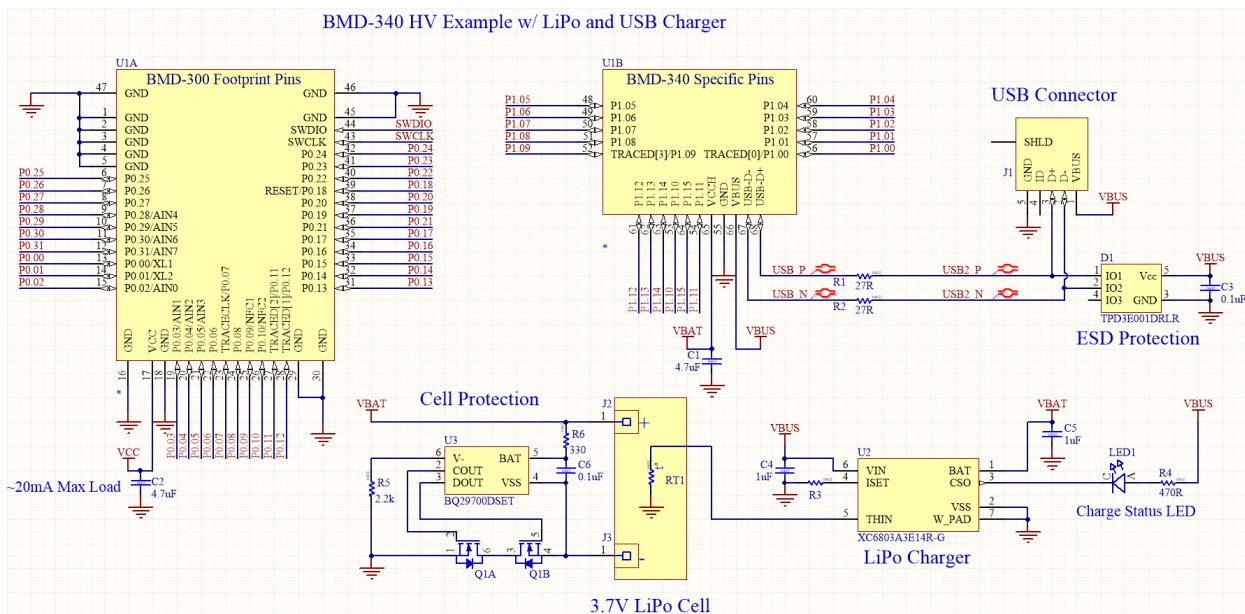 BMD-340 HV Example w/ LiPo and USB Charger
U1A
BMD-300 Footprint Pins
47 GND
1 GND
2 GND
3 GND
4 GND
5 GND
P0.25 6 P0.25
P0.26 7 P0.26
P0.27 8 P0.27
P0.28 9 P0.28/AIN4
P0.29 10 P0.29/AIN5
P0.30 11 P0.30/AIN6
P0.31 12 P0.31/AIN7
P0.00 13 P0.00/XL1
P0.01 14 P0.01/XL2
P0.02 15 P0.02/AIN0
GND 46
GND 45
SWDIO 44 SWDIO
SWCLK 43 SWCLK
P0.24 42 P0.24
P0.23 41 P0.23
P0.22 40 P0.22
RESET/P0.18 39 P0.18
P0.20 38 P0.20
P0.19 37 P0.19
P0.21 36 P0.21
P0.17 35 P0.17
P0.16 34 P0.16
P0.15 33 P0.15
P0.14 32 P0.14
P0.13 31 P0.13
GND 16
VCC 17
GND 18
P0.03/AIN1 19 P0.03
P0.04/AIN2 20 P0.04
P0.05/AIN3 21 P0.05
P0.06 22 P0.06
TRACECLK/P0.07 23 P0.07
P0.08 24 P0.08
P0.09/NFC1 25 P0.09
P0.10/NFC2 26 P0.10
TRACED[2]/P0.11 27 P0.11
TRACED[1]/P0.12 28 P0.12
GND 29
GND 30
*
VCC
~20mA Max Load
C2
4.7uF
U1B
BMD-340 Specific Pins
P1.05 48 P1.05
P1.06 49 P1.06
P1.07 50 P1.07
P1.08 51 P1.08
P1.09 52 TRACED[3]/P1.09
P1.04 60 P1.04
P1.03 59 P1.03
P1.02 58 P1.02
P1.01 57 P1.01
TRACED[0]/P1.00 56 P1.00
P1.12 61 P1.12
P1.13 62 P1.13
P1.14 63 P1.14
P1.10 53 P1.10
P1.15 64 P1.15
P1.11 54 P1.11
VCCH 65
GND 55
VBUS 66
USB-D- 67
USB-D+ 68
*
VBAT
VBUS
C1
4.7uF
USB_P
R1
27R
USB2_P
USB_N
R2
27R
USB2_N
USB Connector
SHLD
J1
GND 5
ID 4
D+ 3
D- 2
VBUS 1
VBUS
D1
1 IO1 Vcc 5
2 IO2
4 IO3 GND 3
TPD3E001DRLR
VBUS
C3
0.1uF
ESD Protection
Cell Protection
VBAT
U3
6 V- BAT 5
2 COUT
3 DOUT VSS 4
BQ29700DSET
R5
2.2k
R6
330
C6
0.1uF
2
1 6
Q1A
5
3 4
Q1B
J2
1 +
RT1
t°
J3
1 -
3.7V LiPo Cell
VBUS
C4
1uF
R3
U2
6 VIN BAT 1
4 ISET CSO 3
VSS 2
5 THIN W_PAD 7
XC6803A3E14R-G
LiPo Charger
VBAT
C5
1uF
LED1
C A
Charge Status LED
R4
470R
VBUS